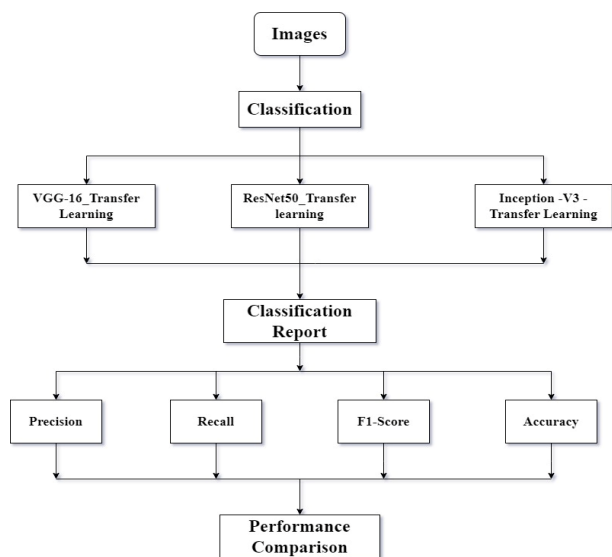 Images
Classification
VGG-16_Transfer
Learning
ResNet50_Transfer
learning
Inception -V3 -
Transfer Learning
Classification
Report
Precision
Recall
F1-Score
Accuracy
Performance
Comparison